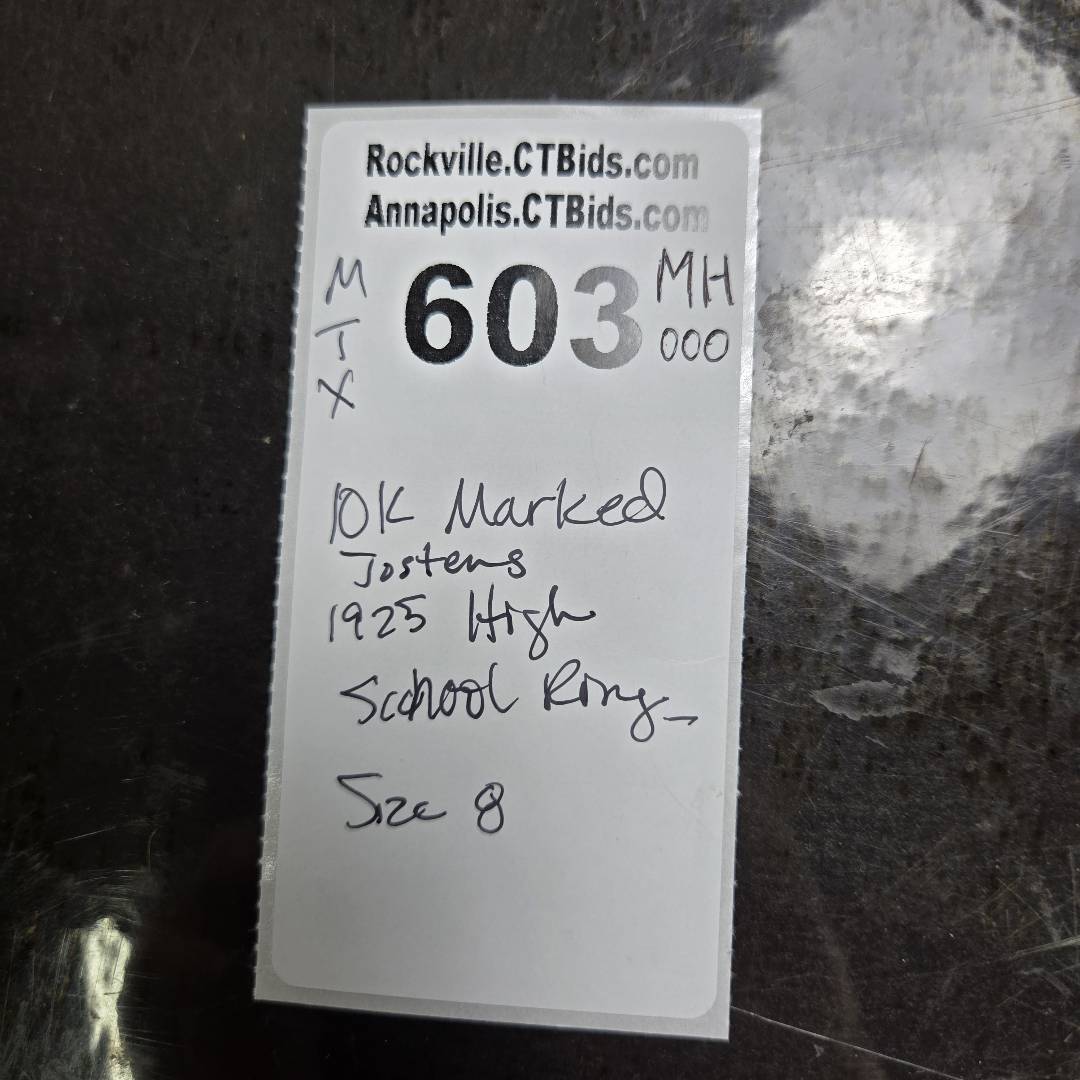 Rockville.CTBids.com
Annapolis.CTBids.com
M T X
603
MH
000
10K Marked
Jostens
1925 High
School Ring
Size 8